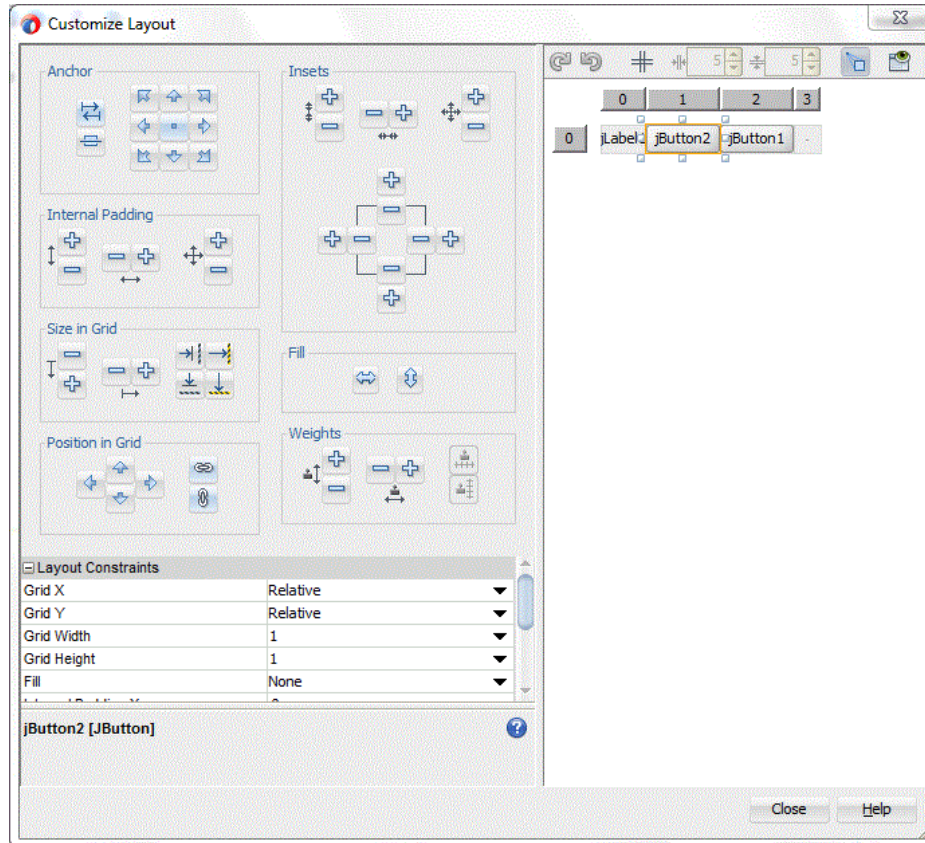 Customize Layout
Anchor
Insets
Internal Padding
Size in Grid
Fill
Position in Grid
Weights
Layout Constraints
Grid X Relative
Grid Y Relative
Grid Width 1
Grid Height 1
Fill None
jButton2 [JButton]
5 5
0 1 2 3
0 jLabel jButton2 jButton1
Close Help